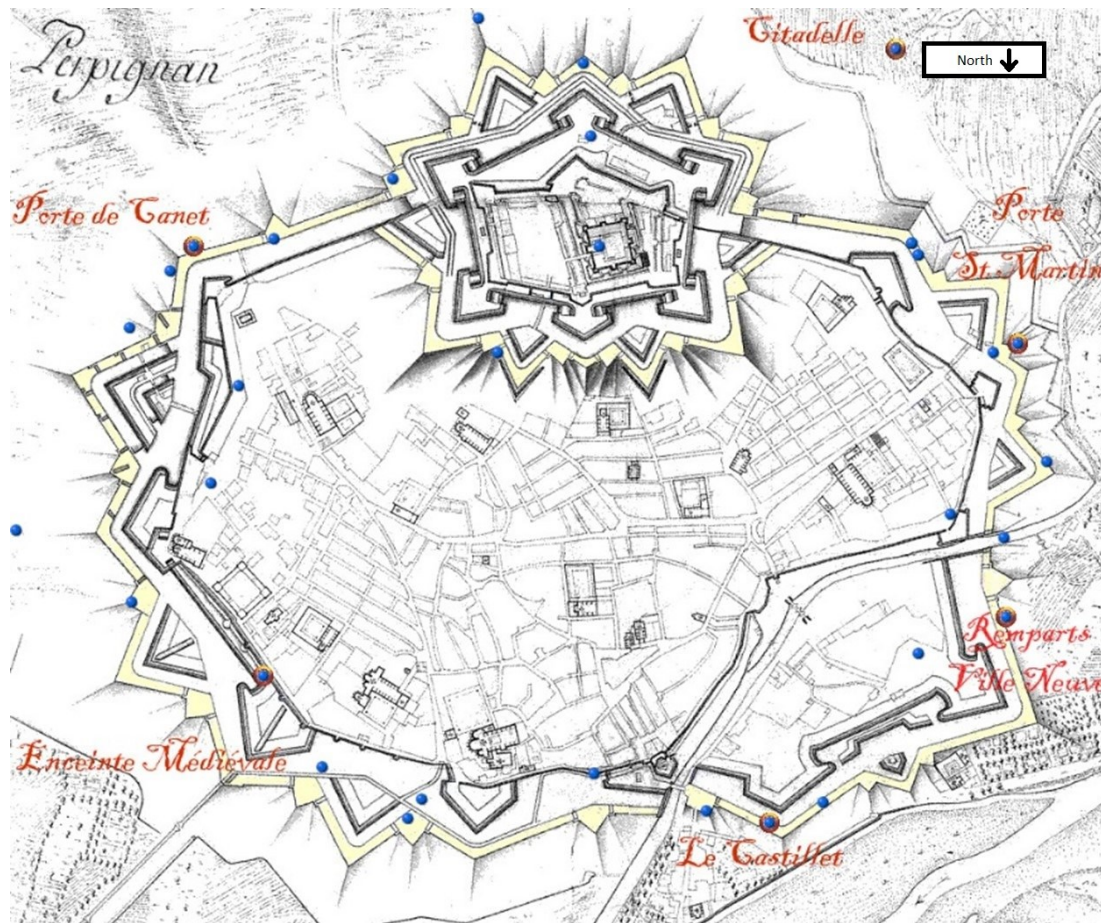 Perpignan
Citadelle
North
Porte de Canet
Porte
St. Martin
Remparts
Ville Neuve
Enceinte Médiévale
Le Castillet